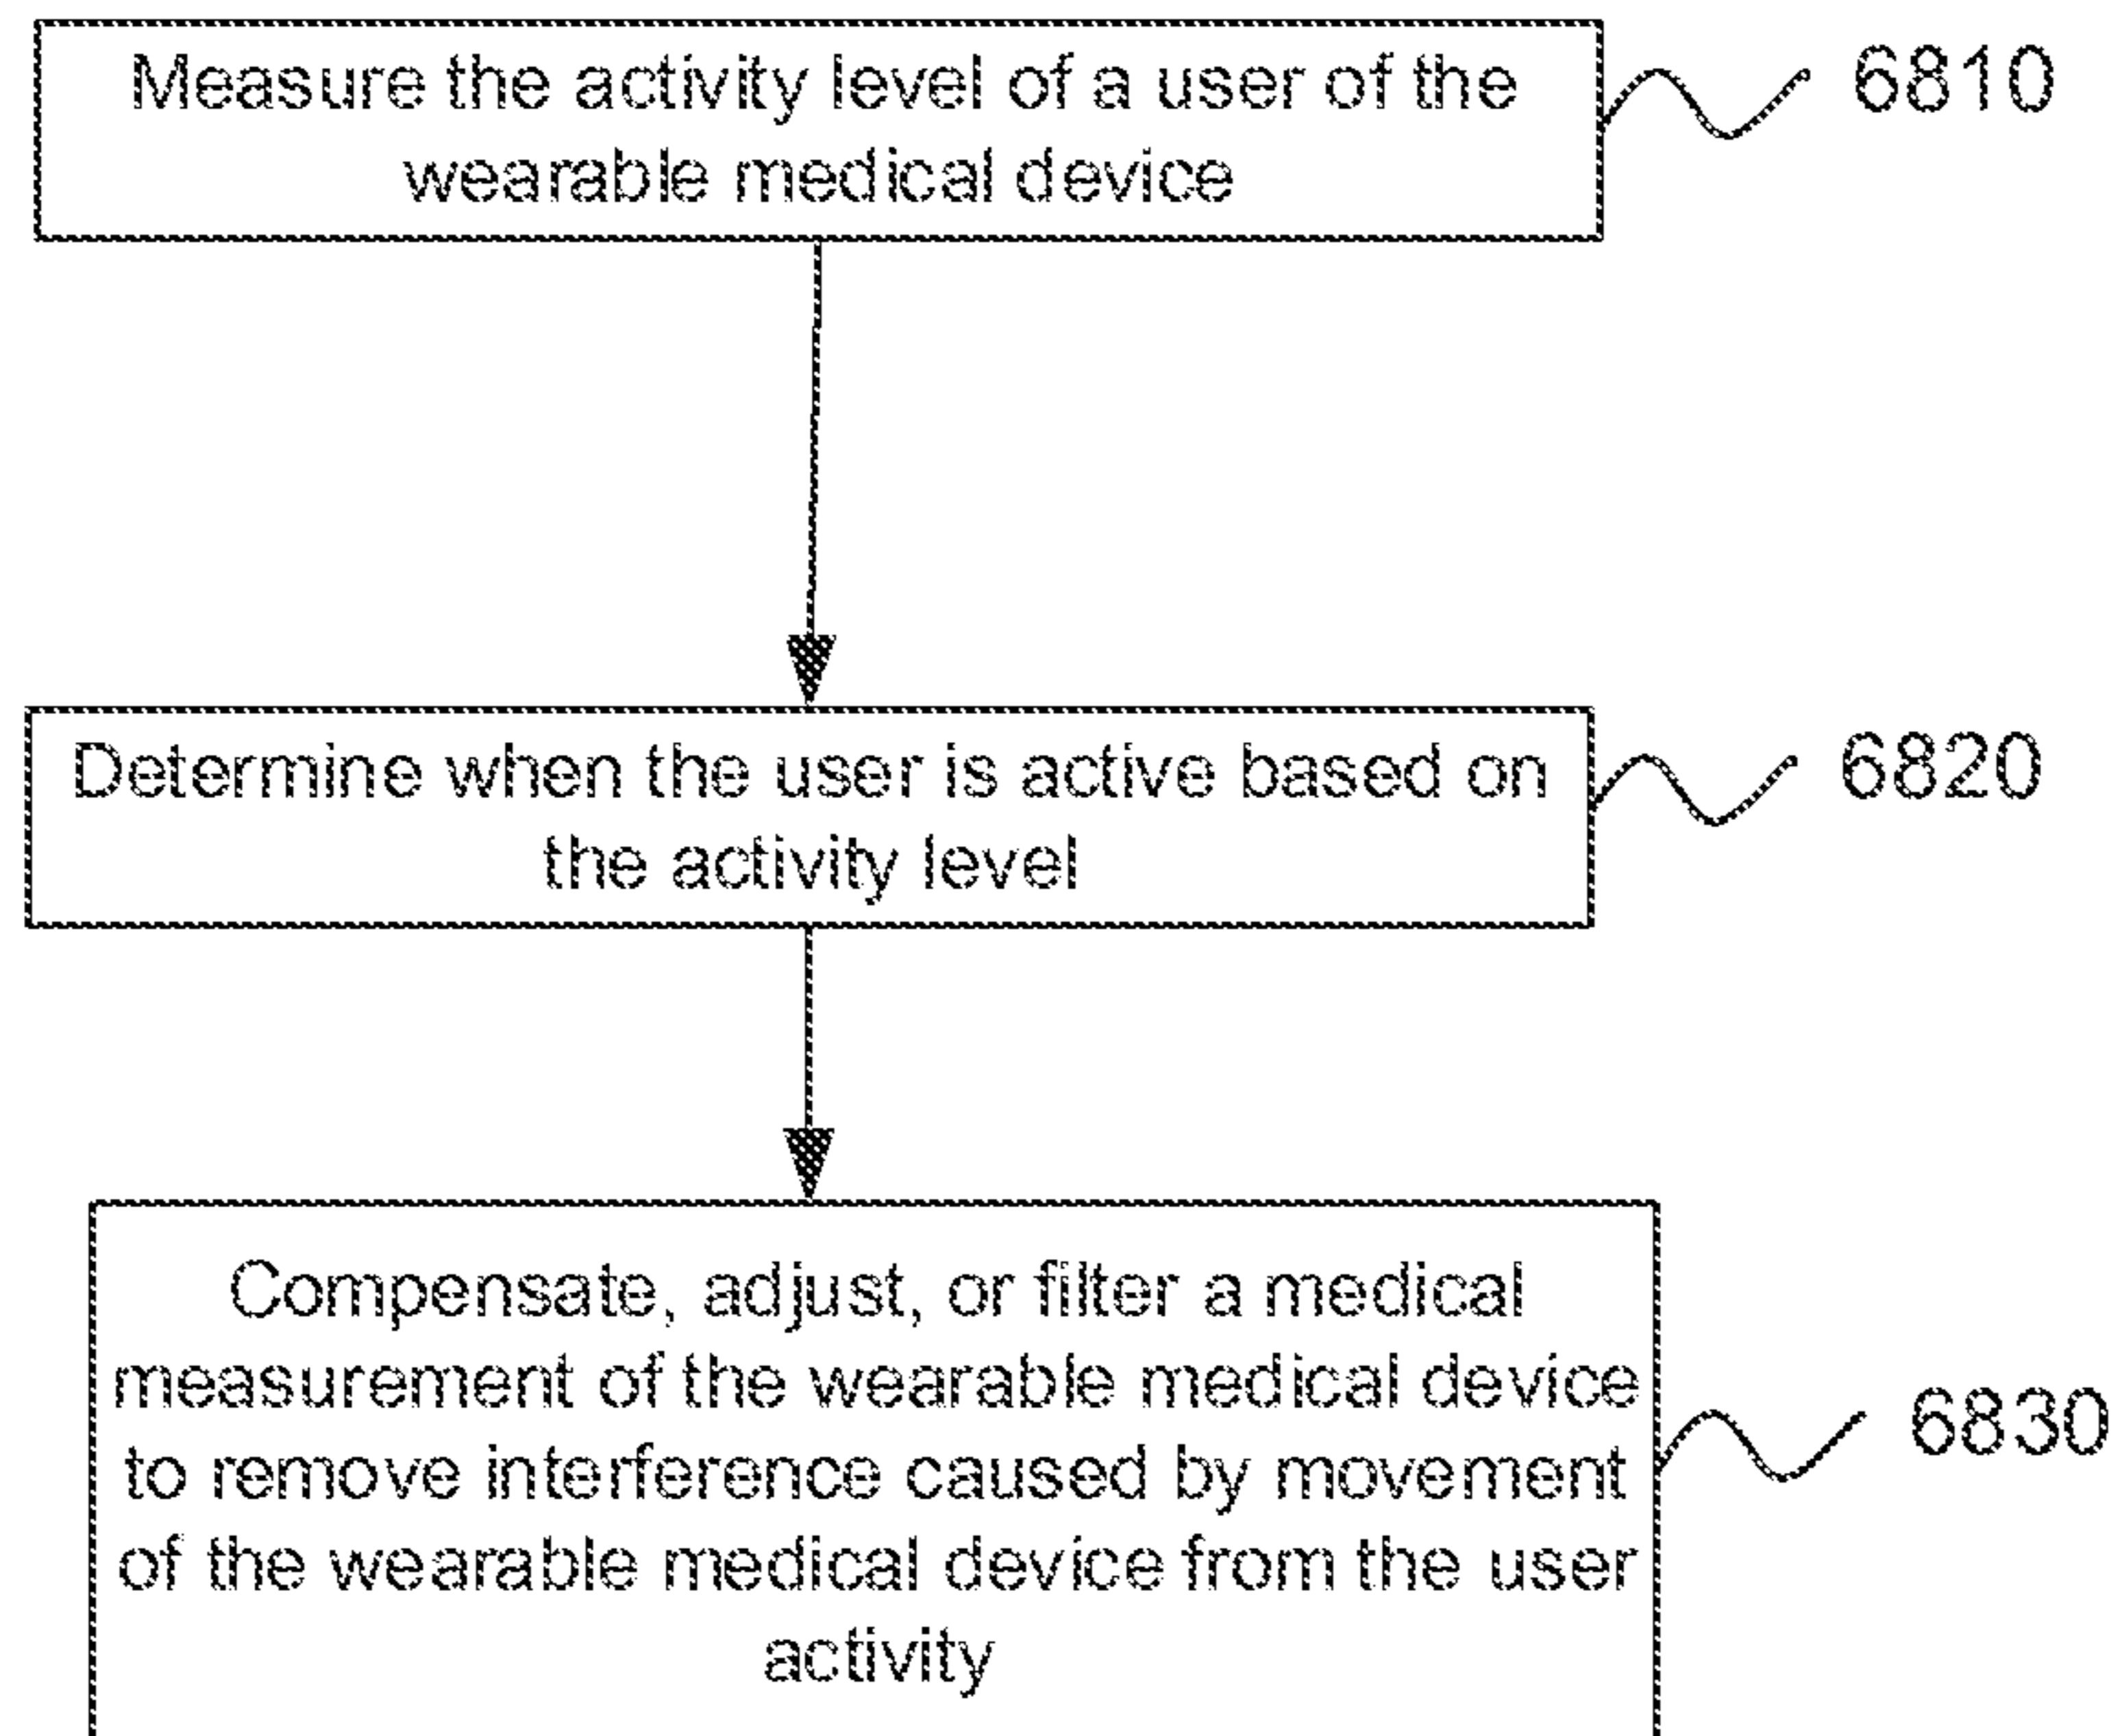 Measure the activity level of a user of the
wearable medical device
6810
Determine when the user is active based on
the activity level
6820
Compensate, adjust, or filter a medical
measurement of the wearable medical device
to remove interference caused by movement
of the wearable medical device from the user
activity
6830